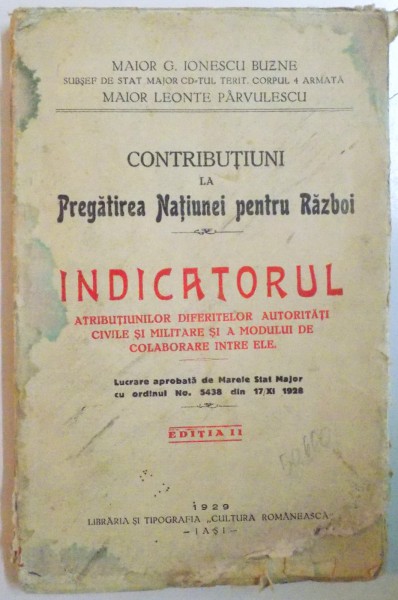 MAIOR G. IONESCU BUZNE
SUBȘEF DE STAT MAJOR CD-TUL TERIT. CORPUL 4 ARMATĂ
MAIOR LEONTE PÂRVULESCU
CONTRIBUȚIUNI
LA
Pregătirea Națiunei pentru Război
INDICATORUL
ATRIBUȚIUNILOR DIFERITELOR AUTORITĂȚI
CIVILE ȘI MILITARE ȘI A MODULUI DE
COLABORARE INTRE ELE.
Lucrare aprobată de Marele Stat Major
cu ordinul No. 5438 din 17/XI 1928
EDIȚIA II
1929
LIBRĂRIA ȘI TIPOGRAFIA „CULTURA ROMÂNEASCĂ"
— IAȘI —